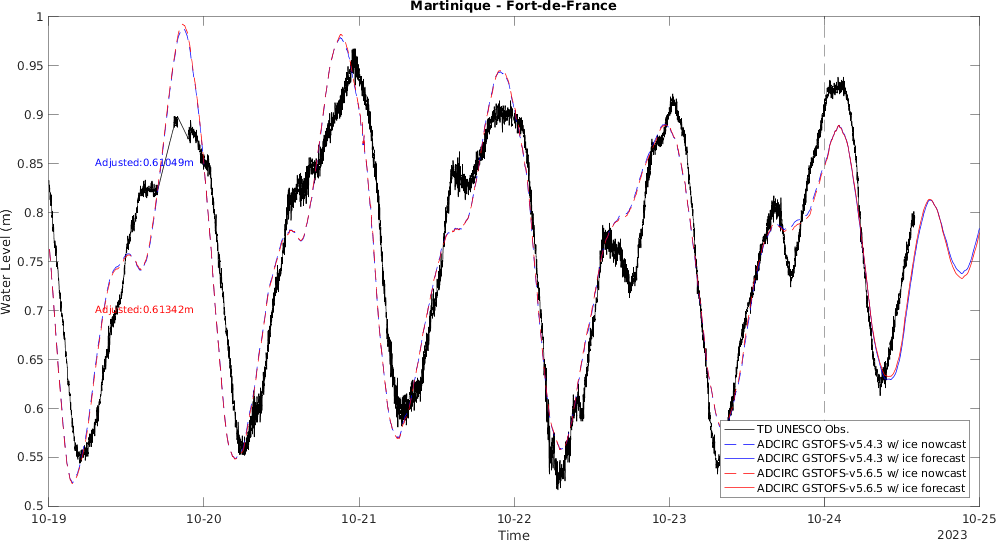 Martinique - Fort-de-France
1
0.95
0.9
0.85
0.8
0.75
0.7
0.65
0.6
0.55
0.5
Water Level (m)
Adjusted:0.61049m
Adjusted:0.61342m
TD UNESCO Obs.
ADCIRC GSTOFS-v5.4.3 w/ ice nowcast
ADCIRC GSTOFS-v5.4.3 w/ ice forecast
ADCIRC GSTOFS-v5.6.5 w/ ice nowcast
ADCIRC GSTOFS-v5.6.5 w/ ice forecast
10-19 10-20 10-21 10-22 10-23 10-24 10-25
Time
2023